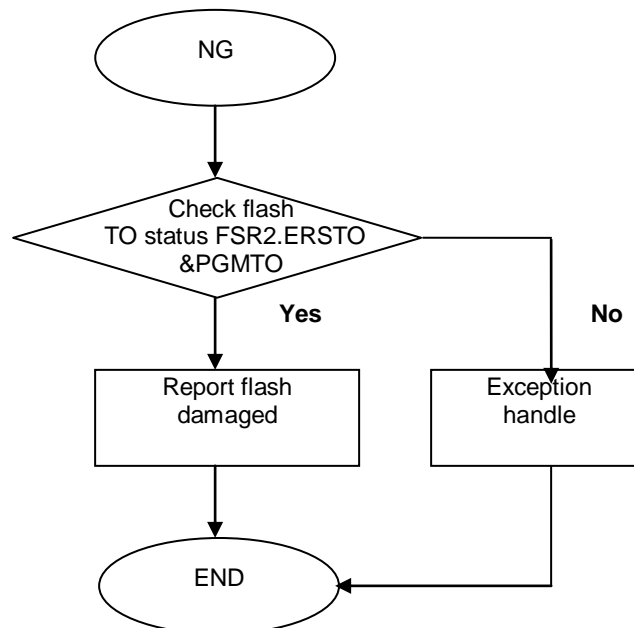 NG
Check flash
TO status FSR2.ERSTO
&PGMTO
Yes
No
Report flash
damaged
Exception
handle
END